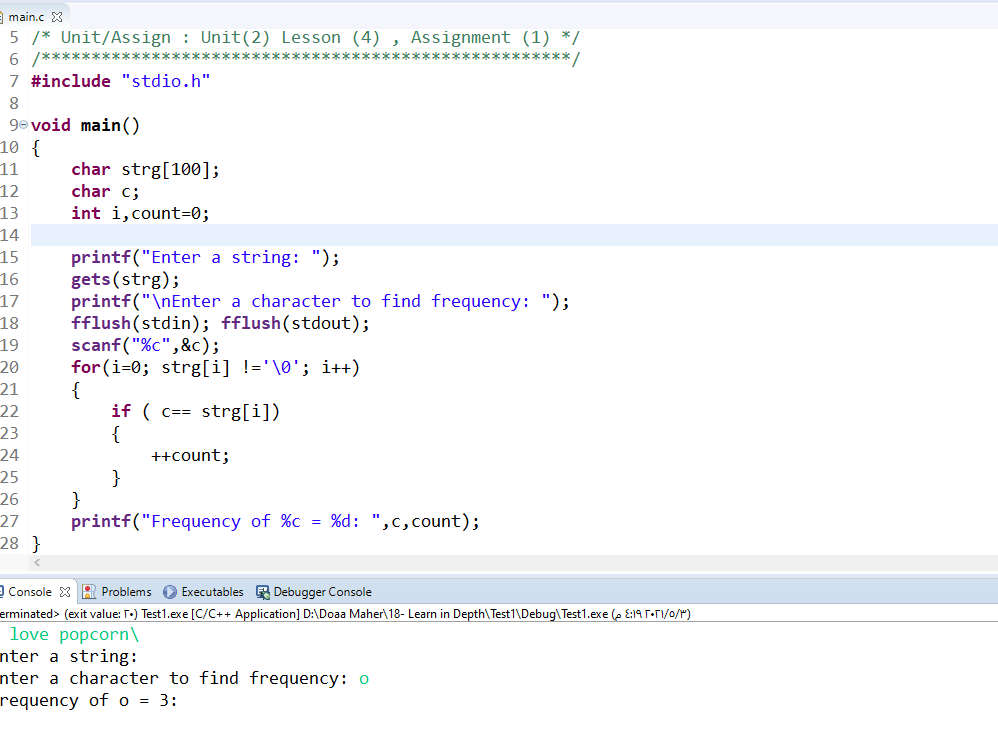 main.c
5 /* Unit/Assign : Unit(2) Lesson (4) , Assignment (1) */
6 /*****************************************************/
7 #include "stdio.h"
8
9 void main()
10 {
11 char strg[100];
12 char c;
13 int i,count=0;
14
15 printf("Enter a string: ");
16 gets(strg);
17 printf("\nEnter a character to find frequency: ");
18 fflush(stdin); fflush(stdout);
19 scanf("%c",&c);
20 for(i=0; strg[i] !='\0'; i++)
21 {
22 if ( c== strg[i])
23 {
24 ++count;
25 }
26 }
27 printf("Frequency of %c = %d: ",c,count);
28 }
Console Problems Executables Debugger Console
erminated> (exit value: ٢٠) Test1.exe [C/C++ Application] D:\Doaa Maher\18- Learn in Depth\Test1\Debug\Test1.exe (٣‏/٥‏/٢٠٢١ ٤:١٩ م)
love popcorn\
nter a string:
nter a character to find frequency: o
requency of o = 3: